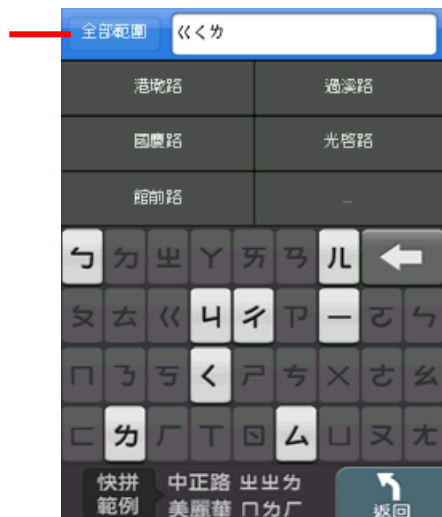 全部範圍 ㄍㄑㄌ
港墘路 過溪路
國慶路 光啓路
館前路 ...
ㄅ ㄉ ㄓ ㄚ ㄞ ㄢ ㄦ
ㄆ ㄊ ㄍ ㄐ ㄔ ㄗ ㄧ ㄛ ㄣ
ㄇ ㄋ ㄎ ㄑ ㄕ ㄘ ㄨ ㄜ ㄠ
ㄈ ㄌ ㄏ ㄒ ㄖ ㄙ ㄩ ㄡ ㄤ
快拼 中正路 ㄓㄓㄌ
範例 美麗華 ㄇㄌㄏ 返回